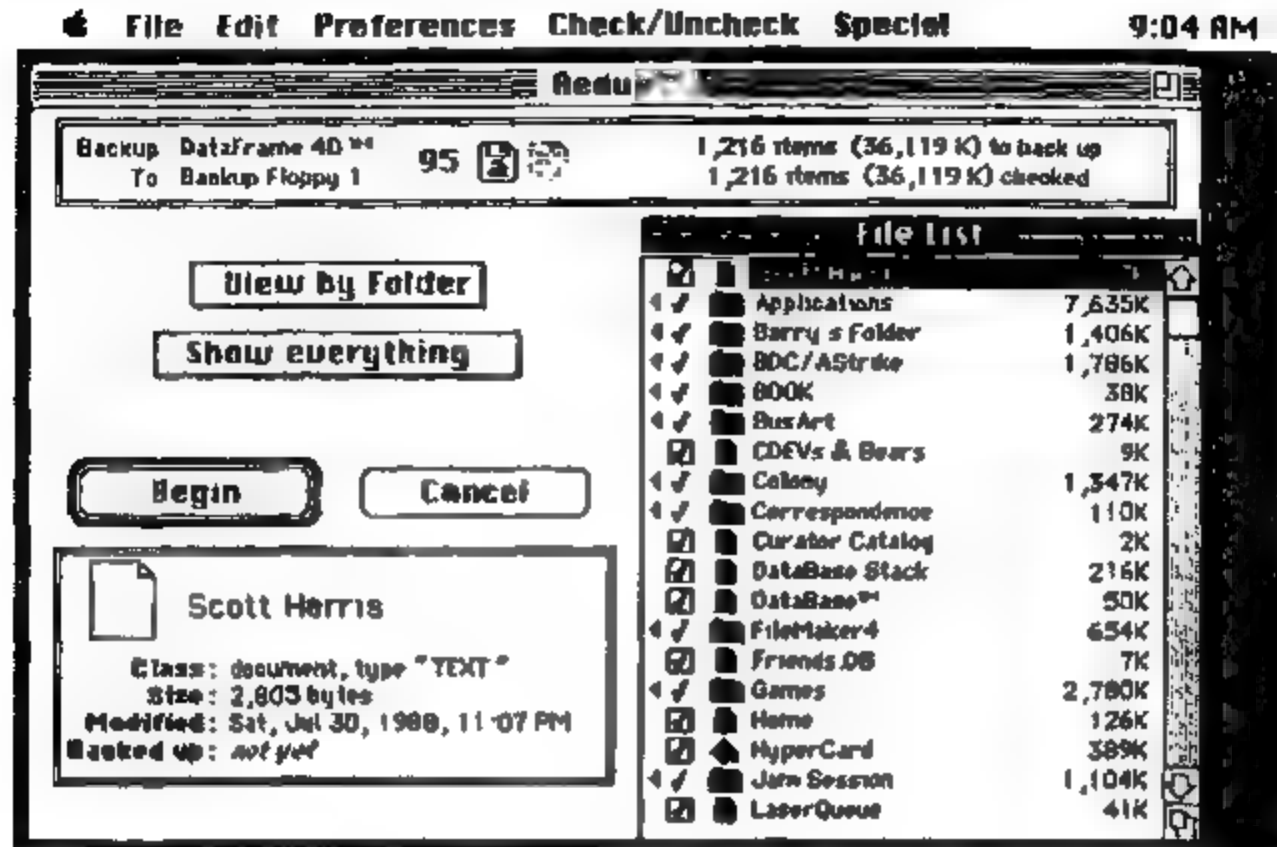 File Edit Preferences Check/Uncheck Special 9:04 AM
Redu
Backup DataFrame 40™ 95 1,216 items (36,119 K) to back up
To Backup Floppy 1 1,216 items (36,119 K) checked
File List
View by Folder
Show everything
Begin Cancel
Scott Harris
Class: document, type "TEXT"
Size: 2,803 bytes
Modified: Sat, Jul 30, 1988, 11:07 PM
Backed up: not yet
Applications 7,635K
Barry's Folder 1,406K
BDC/AStrike 1,786K
BOOK 38K
BusArt 274K
CDEVs & Bears 9K
Colony 1,347K
Correspondence 110K
Curator Catalog 2K
DataBase Stack 216K
DataBase™ 50K
FileMaker4 654K
Friends.DB 7K
Games 2,780K
Home 126K
HyperCard 389K
Jam Session 1,104K
LaserQueue 41K